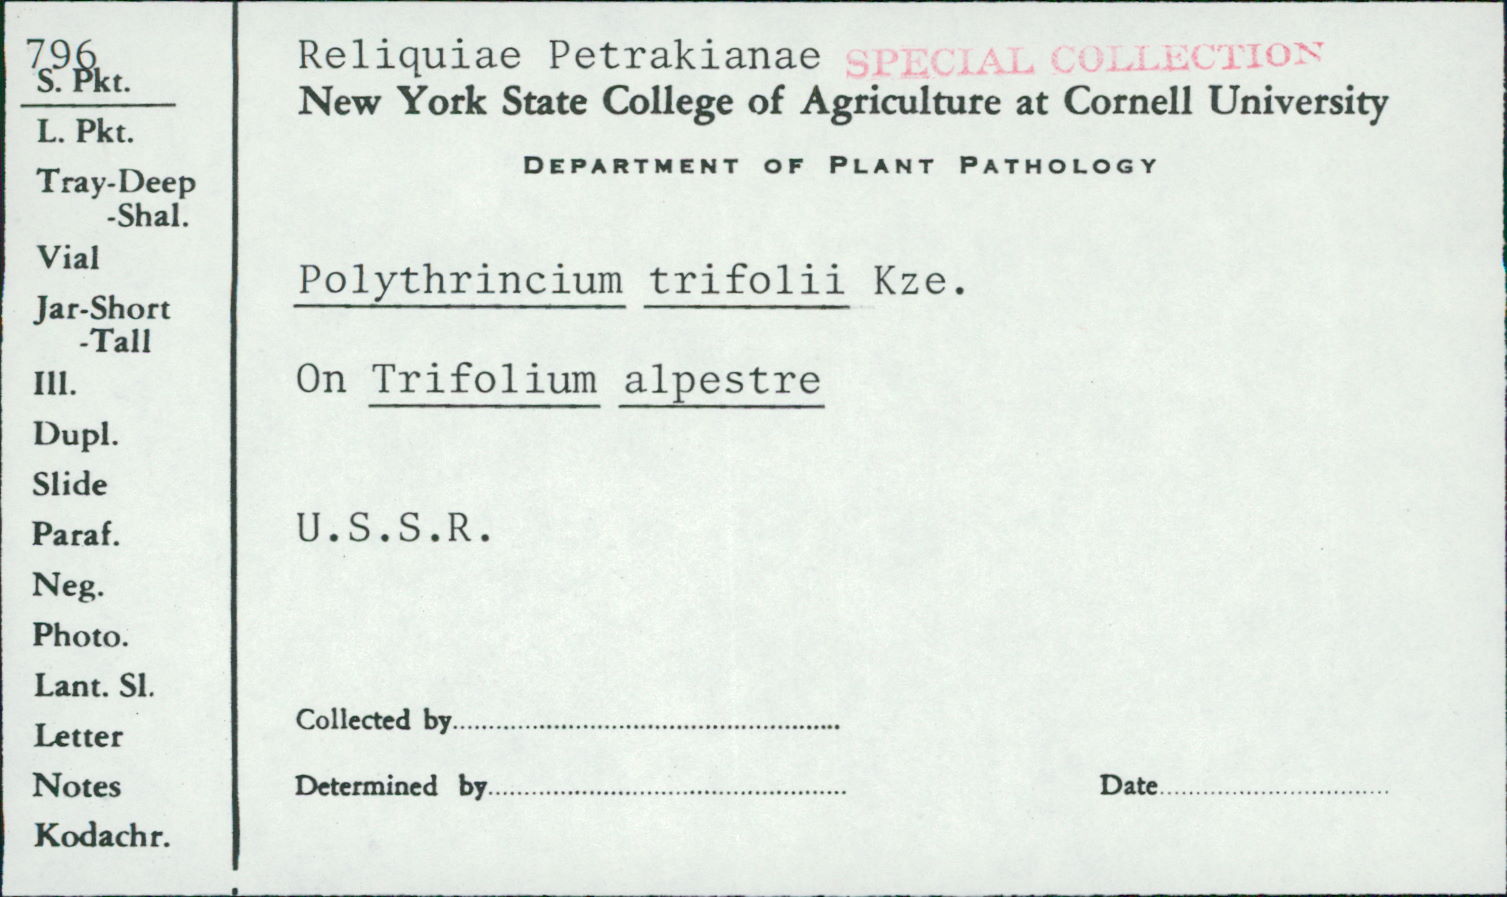 796
S. Pkt.
L. Pkt.
Tray-Deep
-Shal.
Vial
Jar-Short
-Tall
Ill.
Dupl.
Slide
Paraf.
Neg.
Photo.
Lant. Sl.
Letter
Notes
Kodachr.
Reliquiae Petrakianae SPECIAL COLLECTION
New York State College of Agriculture at Cornell University
DEPARTMENT OF PLANT PATHOLOGY
Polythrincium trifolii Kze.
On Trifolium alpestre
U.S.S.R.
Collected by
Determined by Date